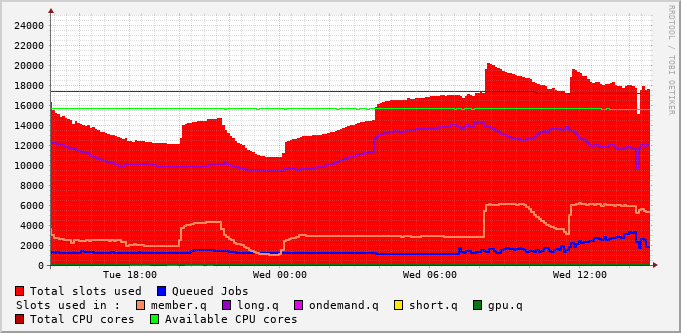 RRDTOOL / TOBI OETIKER
24000
22000
20000
18000
16000
14000
12000
10000
8000
6000
4000
2000
0
Tue 18:00 Wed 00:00 Wed 06:00 Wed 12:00
Total slots used Queued Jobs
Slots used in : member.q long.q ondemand.q short.q gpu.q
Total CPU cores Available CPU cores